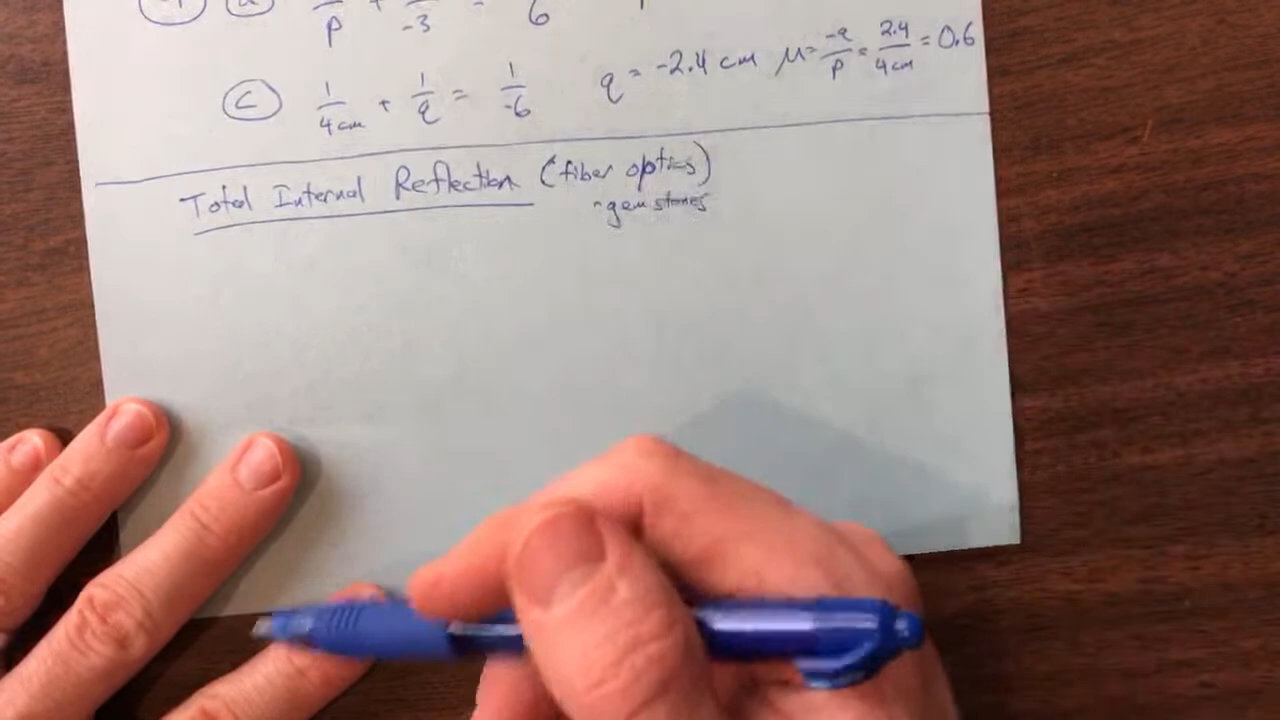 p + -3 = 6
c 1/4cm + 1/q = 1/-6 q = -2.4 cm M = -q/p = 2.4/4cm = 0.6
Total Internal Reflection (fiber optics)
- gem stones